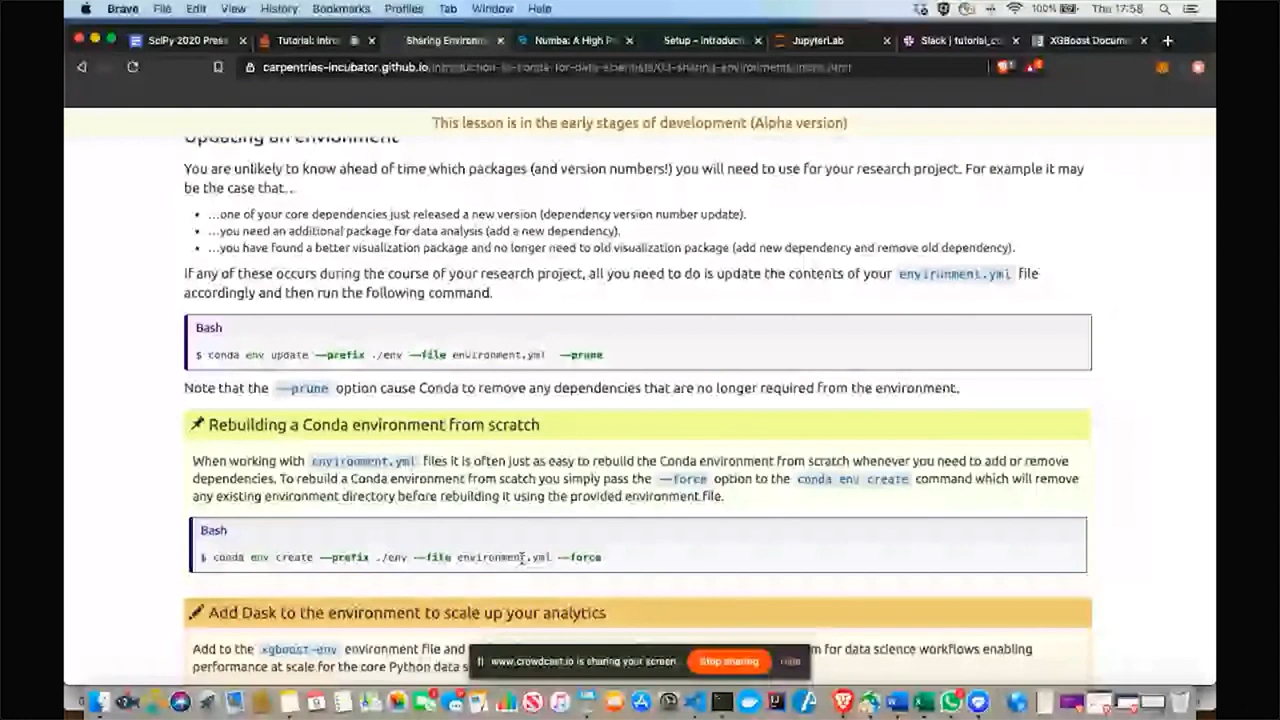 Brave File Edit View History Bookmarks Profiles Tab Window Help 100% Thu 17:58
SciPy 2020 Pres Tutorial: Intro Sharing Environ Numba: A High P Setup – Introducti JupyterLab Slack | tutorial_co XGBoost Docum
carpentries-incubator.github.io
This lesson is in the early stages of development (Alpha version)
Updating an environment
You are unlikely to know ahead of time which packages (and version numbers!) you will need to use for your research project. For example it may
be the case that…
…one of your core dependencies just released a new version (dependency version number update).
…you need an additional package for data analysis (add a new dependency).
…you have found a better visualization package and no longer need to old visualization package (add new dependency and remove old dependency).
If any of these occurs during the course of your research project, all you need to do is update the contents of your environment.yml file
accordingly and then run the following command.
Bash
$ conda env update --prefix ./env --file environment.yml --prune
Note that the --prune option cause Conda to remove any dependencies that are no longer required from the environment.
Rebuilding a Conda environment from scratch
When working with environment.yml files it is often just as easy to rebuild the Conda environment from scratch whenever you need to add or remove
dependencies. To rebuild a Conda environment from scatch you simply pass the --force option to the conda env create command which will remove
any existing environment directory before rebuilding it using the provided environment file.
Bash
$ conda env create --prefix ./env --file environment.yml --force
Add Dask to the environment to scale up your analytics
Add to the xgboost-env environment file and m for data science workflows enabling
performance at scale for the core Python data s
www.crowdcast.io is sharing your screen Stop sharing Hide